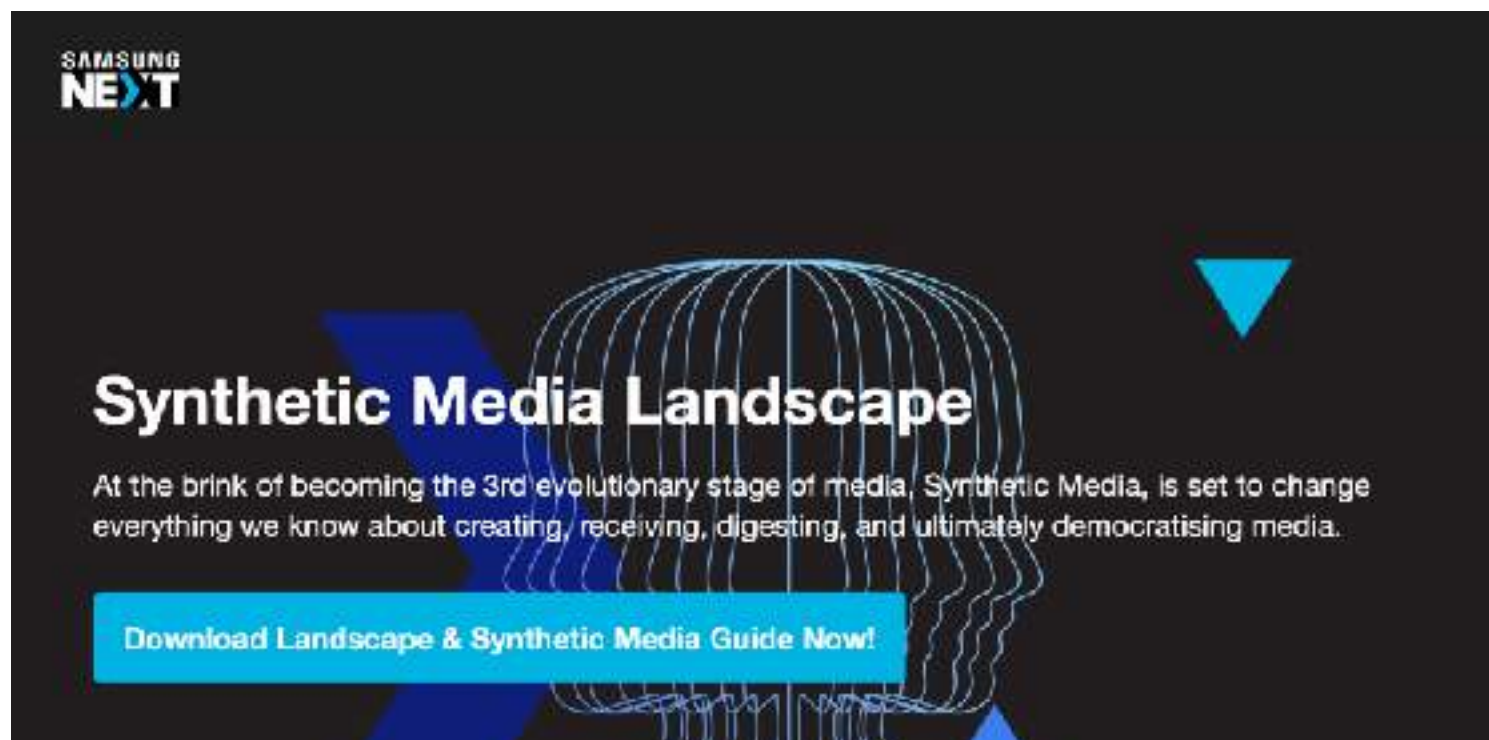 SAMSUNG
NEXT
Synthetic Media Landscape
At the brink of becoming the 3rd evolutionary stage of media, Synthetic Media, is set to change
everything we know about creating, receiving, digesting, and ultimately democratising media.
Download Landscape & Synthetic Media Guide Now!